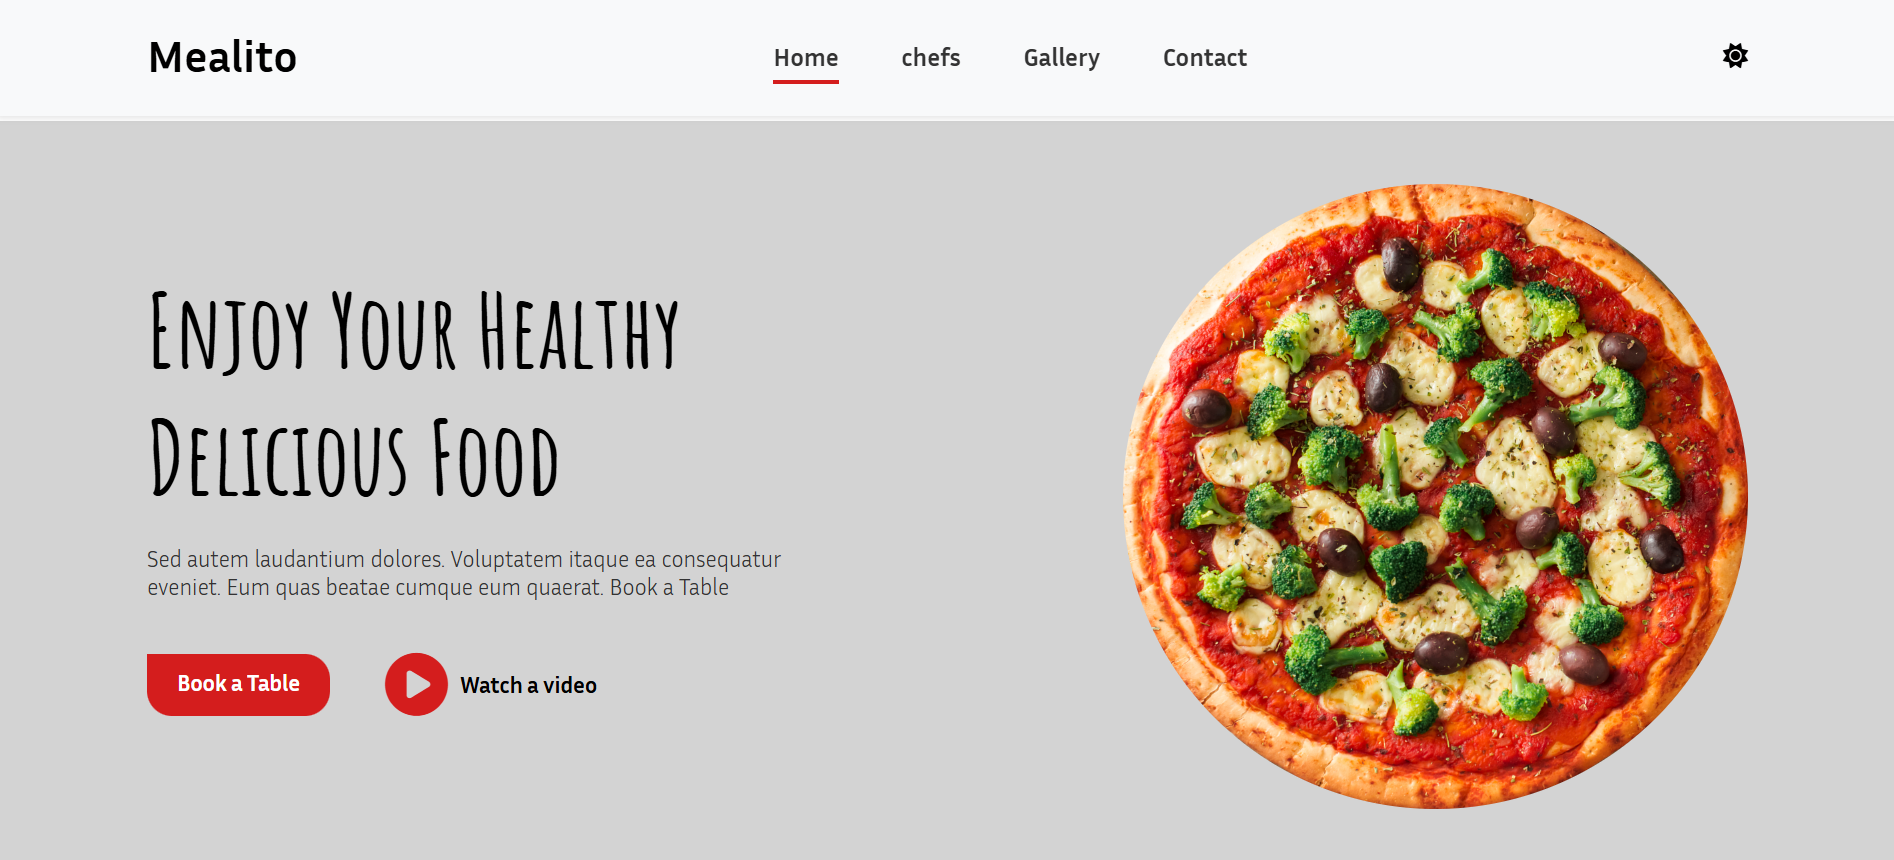 Mealito
Home
chefs
Gallery
Contact
Enjoy Your Healthy
Delicious Food
Sed autem laudantium dolores. Voluptatem itaque ea consequatur
eveniet. Eum quas beatae cumque eum quaerat. Book a Table
Book a Table
Watch a video